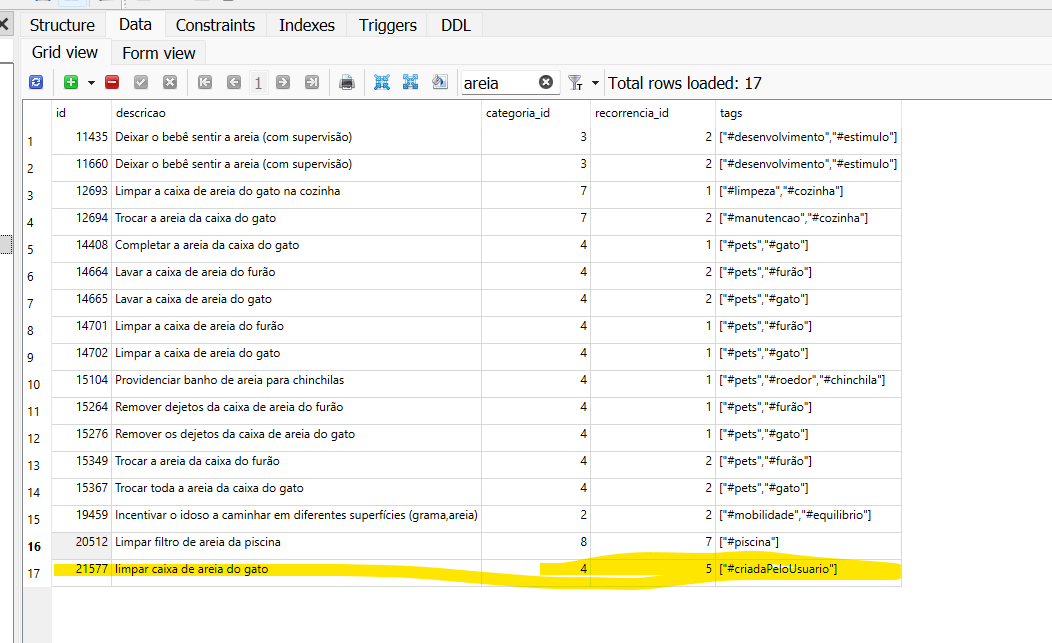 Structure Data Constraints Indexes Triggers DDL
Grid view Form view
1 areia Total rows loaded: 17
id descricao categoria_id recorrencia_id tags
1 11435 Deixar o bebê sentir a areia (com supervisão) 3 2 ["#desenvolvimento","#estimulo"]
2 11660 Deixar o bebê sentir a areia (com supervisão) 3 2 ["#desenvolvimento","#estimulo"]
3 12693 Limpar a caixa de areia do gato na cozinha 7 1 ["#limpeza","#cozinha"]
4 12694 Trocar a areia da caixa do gato 7 2 ["#manutencao","#cozinha"]
5 14408 Completar a areia da caixa do gato 4 1 ["#pets","#gato"]
6 14664 Lavar a caixa de areia do furão 4 2 ["#pets","#furão"]
7 14665 Lavar a caixa de areia do gato 4 2 ["#pets","#gato"]
8 14701 Limpar a caixa de areia do furão 4 1 ["#pets","#furão"]
9 14702 Limpar a caixa de areia do gato 4 1 ["#pets","#gato"]
10 15104 Providenciar banho de areia para chinchilas 4 1 ["#pets","#roedor","#chinchila"]
11 15264 Remover dejetos da caixa de areia do furão 4 1 ["#pets","#furão"]
12 15276 Remover os dejetos da caixa de areia do gato 4 1 ["#pets","#gato"]
13 15349 Trocar a areia da caixa do furão 4 2 ["#pets","#furão"]
14 15367 Trocar toda a areia da caixa do gato 4 2 ["#pets","#gato"]
15 19459 Incentivar o idoso a caminhar em diferentes superfícies (grama,areia) 2 2 ["#mobilidade","#equilibrio"]
16 20512 Limpar filtro de areia da piscina 8 7 ["#piscina"]
17 21577 limpar caixa de areia do gato 4 5 ["#criadaPeloUsuario"]